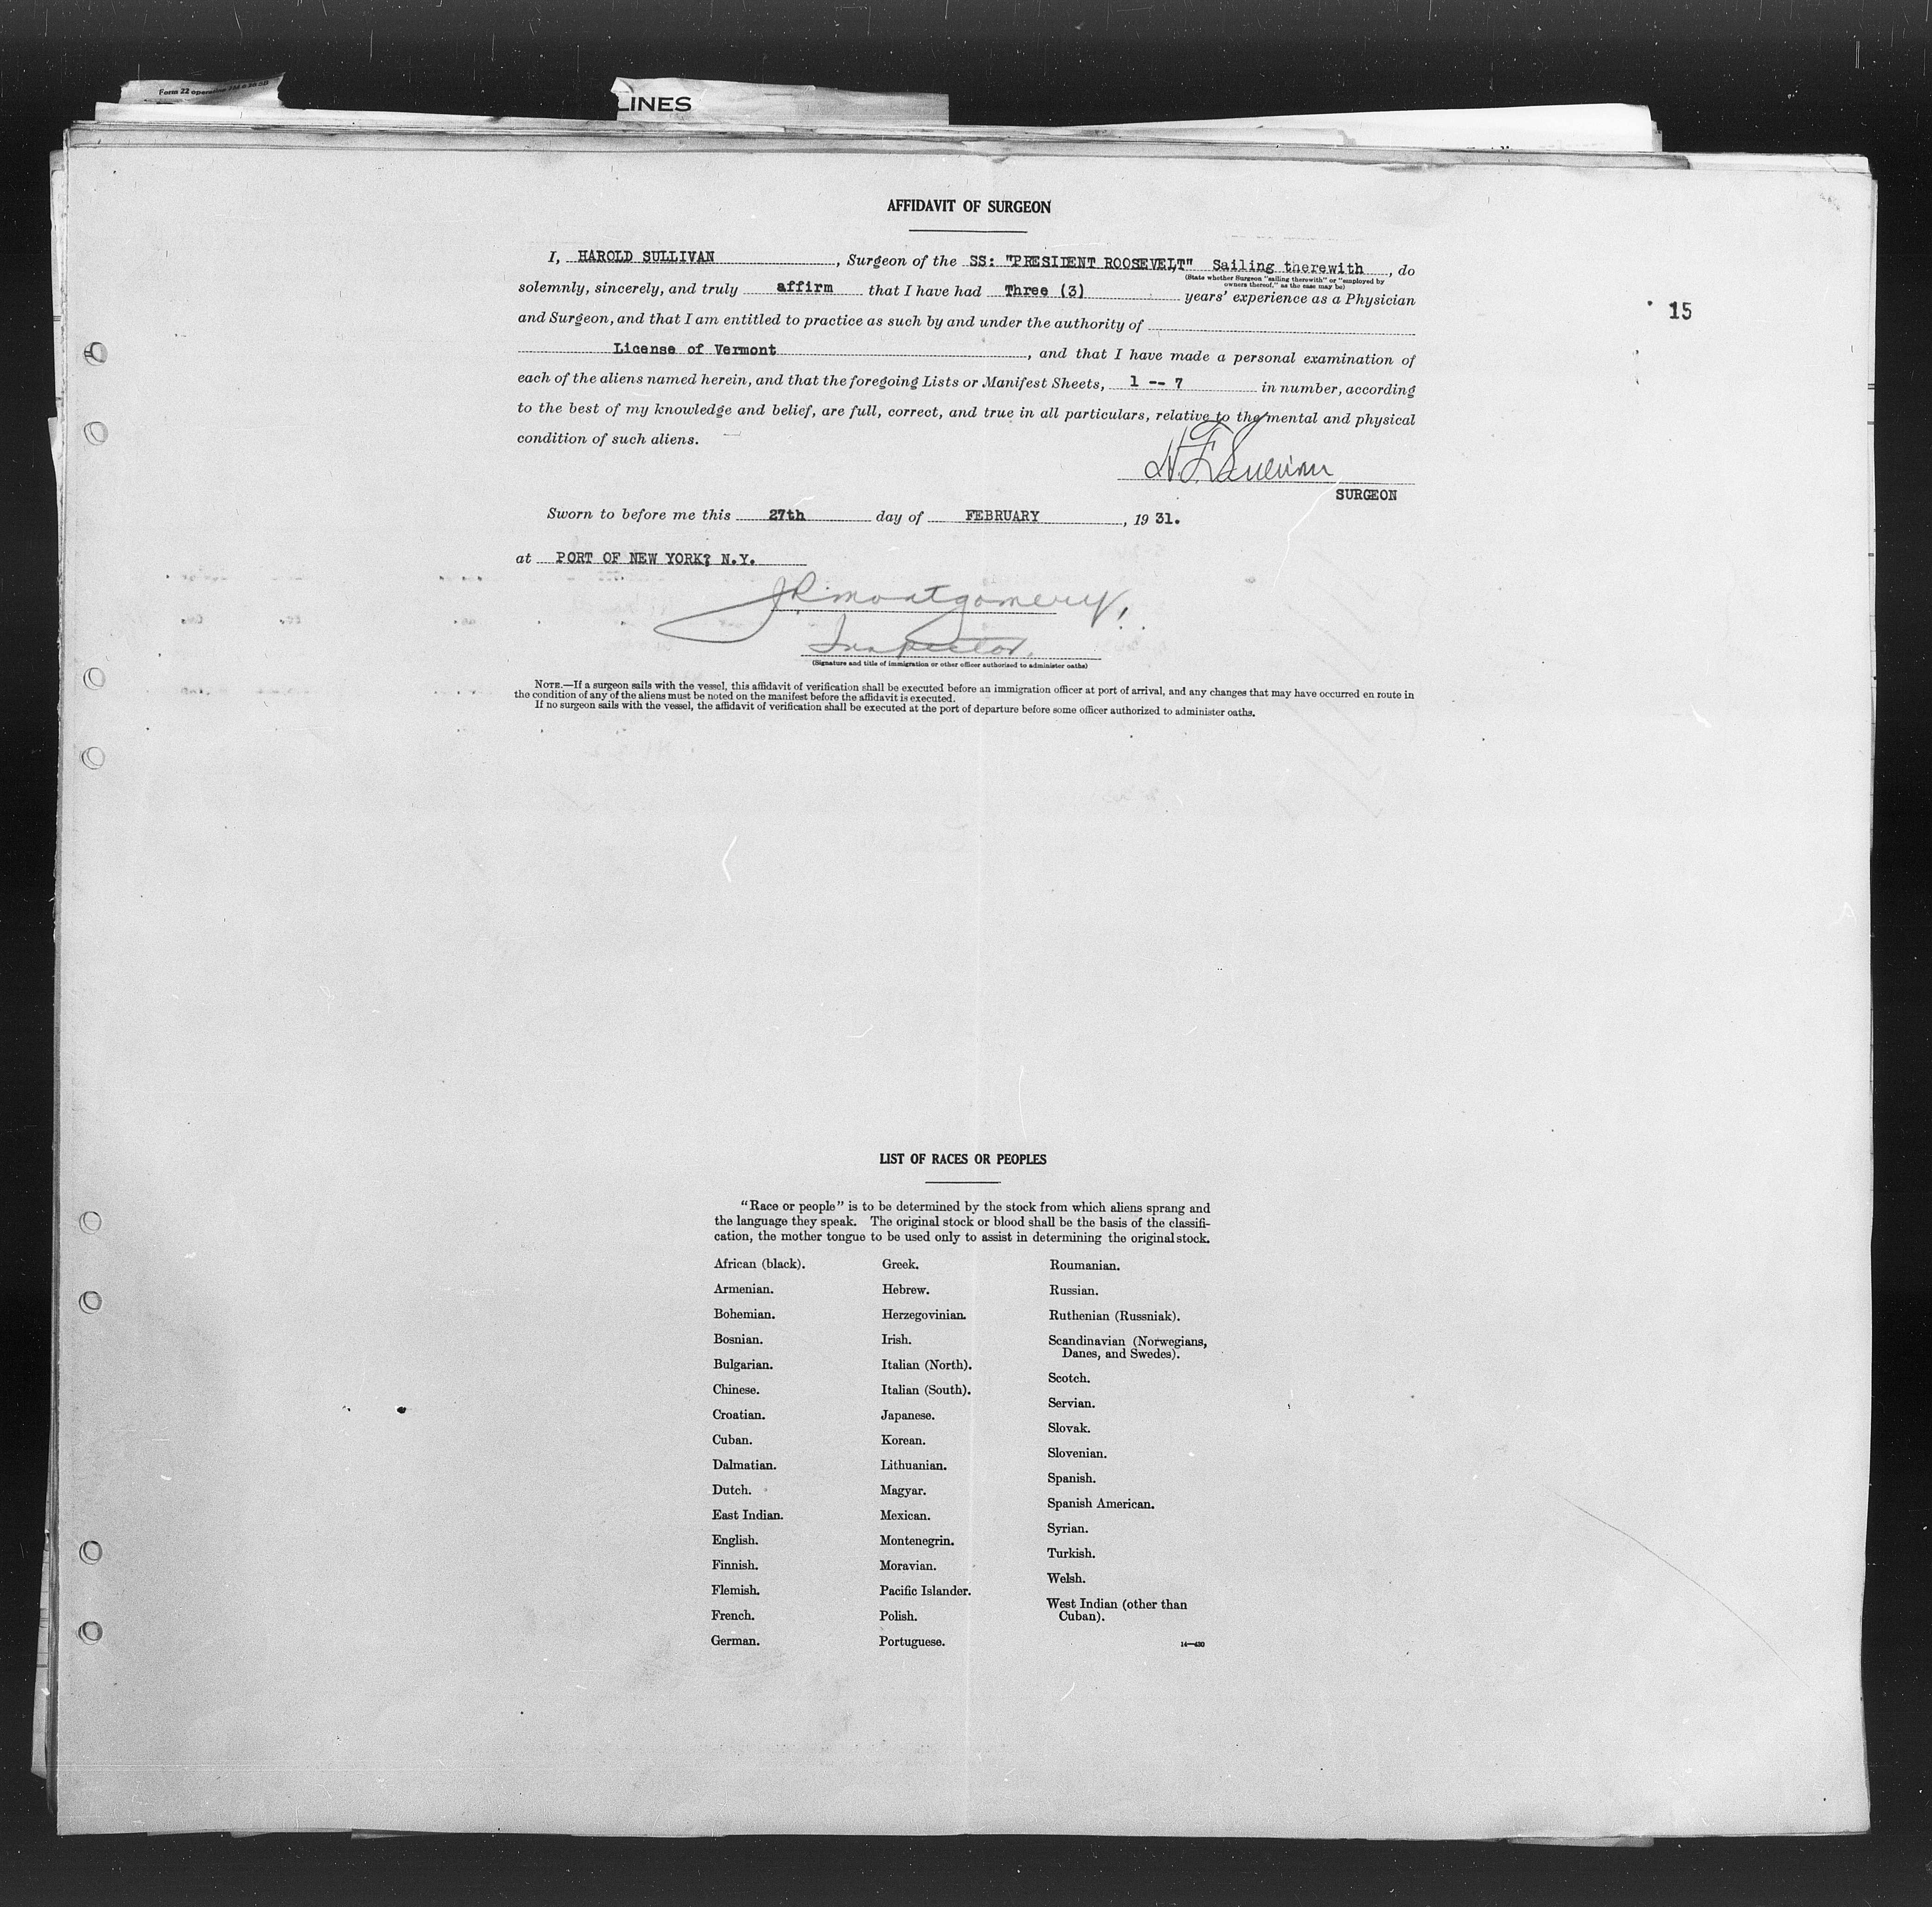 Form 22
LINES
AFFIDAVIT OF SURGEON
I, HAROLD SULLIVAN, Surgeon of the SS: "PRESIDENT ROOSEVELT" Sailing therewith, do
(State whether Surgeon "sailing therewith" or "employed by
owners thereof," as the case may be)
solemnly, sincerely, and truly affirm that I have had Three (3) years' experience as a Physician
15
and Surgeon, and that I am entitled to practice as such by and under the authority of
License of Vermont, and that I have made a personal examination of
each of the aliens named herein, and that the foregoing Lists or Manifest Sheets, 1 -- 7 in number, according
to the best of my knowledge and belief, are full, correct, and true in all particulars, relative to the mental and physical
condition of such aliens.
H.F. Sullivan
SURGEON
Sworn to before me this 27th day of FEBRUARY, 19 31.
at PORT OF NEW YORK? N.Y.
J.R. Montgomery
Inspector.
(Signature and title of immigration or other officer authorized to administer oaths)
NOTE.—If a surgeon sails with the vessel, this affidavit of verification shall be executed before an immigration officer at port of arrival, and any changes that may have occurred en route in
the condition of any of the aliens must be noted on the manifest before the affidavit is executed.
If no surgeon sails with the vessel, the affidavit of verification shall be executed at the port of departure before some officer authorized to administer oaths.
LIST OF RACES OR PEOPLES
"Race or people" is to be determined by the stock from which aliens sprang and
the language they speak. The original stock or blood shall be the basis of the classifi-
cation, the mother tongue to be used only to assist in determining the original stock.
African (black).
Armenian.
Bohemian.
Bosnian.
Bulgarian.
Chinese.
Croatian.
Cuban.
Dalmatian.
Dutch.
East Indian.
English.
Finnish.
Flemish.
French.
German.
Greek.
Hebrew.
Herzegovinian.
Irish.
Italian (North).
Italian (South).
Japanese.
Korean.
Lithuanian.
Magyar.
Mexican.
Montenegrin.
Moravian.
Pacific Islander.
Polish.
Portuguese.
Roumanian.
Russian.
Ruthenian (Russniak).
Scandinavian (Norwegians,
Danes, and Swedes).
Scotch.
Servian.
Slovak.
Slovenian.
Spanish.
Spanish American.
Syrian.
Turkish.
Welsh.
West Indian (other than
Cuban).
14—430